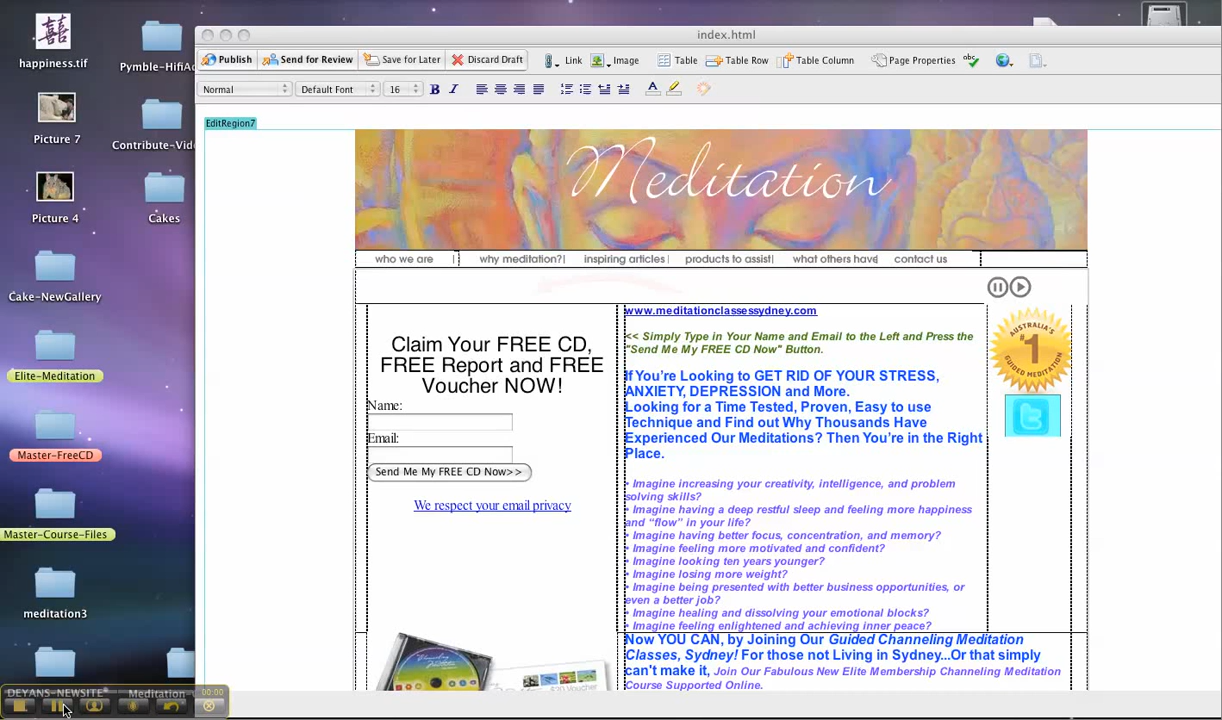 happiness.tif
Picture 7
Picture 4
Cake-NewGallery
Elite-Meditation
Master-FreeCD
Master-Course-Files
meditation3
Cakes
index.html
Publish Send for Review Save for Later Discard Draft Link Image Table Table Row Table Column Page Properties
Normal Default Font 16 B I
EditRegion7
Meditation
who we are why meditation? inspiring articles products to assist what others have contact us
Claim Your FREE CD,
FREE Report and FREE
Voucher NOW!
Name:
Email:
Send Me My FREE CD Now>>
We respect your email privacy
www.meditationclassessydney.com
<< Simply Type in Your Name and Email to the Left and Press the
"Send Me My FREE CD Now" Button.
If You're Looking to GET RID OF YOUR STRESS,
ANXIETY, DEPRESSION and More.
Looking for a Time Tested, Proven, Easy to use
Technique and Find out Why Thousands Have
Experienced Our Meditations? Then You're in the Right
Place.
• Imagine increasing your creativity, intelligence, and problem
solving skills?
• Imagine having a deep restful sleep and feeling more happiness
and “flow” in your life?
• Imagine having better focus, concentration, and memory?
• Imagine feeling more motivated and confident?
• Imagine looking ten years younger?
• Imagine losing more weight?
• Imagine being presented with better business opportunities, or
even a better job?
• Imagine healing and dissolving your emotional blocks?
• Imagine feeling enlightened and achieving inner peace?
Now YOU CAN, by Joining Our Guided Channeling Meditation
Classes, Sydney! For those not Living in Sydney...Or that simply
can't make it, Join Our Fabulous New Elite Membership Channeling Meditation
Course Supported Online.
AUSTRALIA'S
#1
GUIDED MEDITATION
DEYANS-NEWSITE
00:00